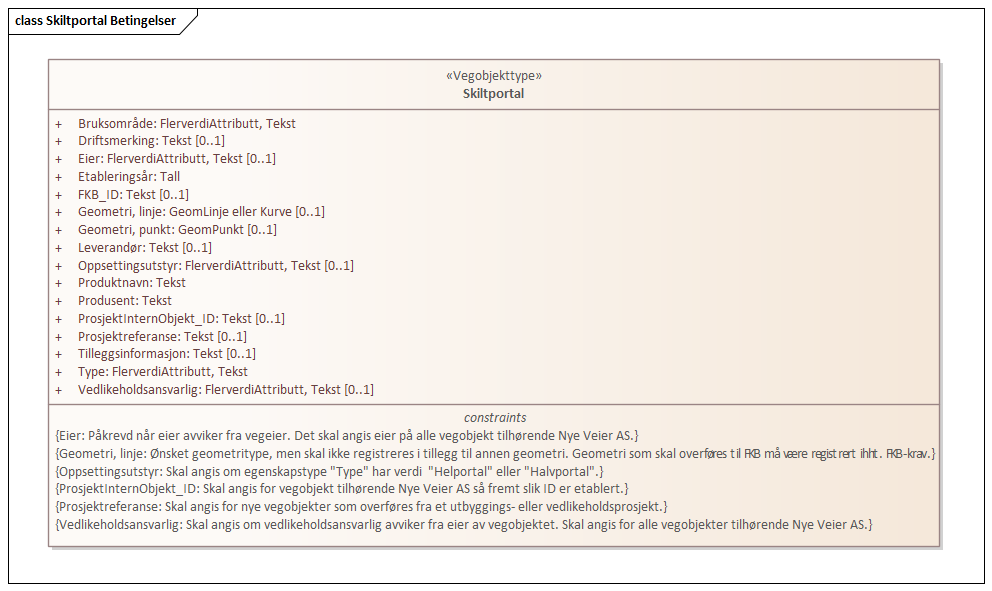 class Skiltportal Betingelser
«Vegobjekttype»
Skiltportal
+ Bruksområde: FlerverdiAttributt, Tekst
+ Driftsmerking: Tekst [0..1]
+ Eier: FlerverdiAttributt, Tekst [0..1]
+ Etableringsår: Tall
+ FKB_ID: Tekst [0..1]
+ Geometri, linje: GeomLinje eller Kurve [0..1]
+ Geometri, punkt: GeomPunkt [0..1]
+ Leverandør: Tekst [0..1]
+ Oppsettingsutstyr: FlerverdiAttributt, Tekst [0..1]
+ Produktnavn: Tekst
+ Produsent: Tekst
+ ProsjektInternObjekt_ID: Tekst [0..1]
+ Prosjektreferanse: Tekst [0..1]
+ Tilleggsinformasjon: Tekst [0..1]
+ Type: FlerverdiAttributt, Tekst
+ Vedlikeholdsansvarlig: FlerverdiAttributt, Tekst [0..1]
constraints
{Eier: Påkrevd når eier avviker fra vegeier. Det skal angis eier på alle vegobjekt tilhørende Nye Veier AS.}
{Geometri, linje: Ønsket geometritype, men skal ikke registreres i tillegg til annen geometri. Geometri som skal overføres til FKB må være registrert ihht. FKB-krav.}
{Oppsettingsutstyr: Skal angis om egenskapstype "Type" har verdi  "Helportal" eller "Halvportal".}
{ProsjektInternObjekt_ID: Skal angis for vegobjekt tilhørende Nye Veier AS så fremt slik ID er etablert.}
{Prosjektreferanse: Skal angis for nye vegobjekter som overføres fra et utbyggings- eller vedlikeholdsprosjekt.}
{Vedlikeholdsansvarlig: Skal angis om vedlikeholdsansvarlig avviker fra eier av vegobjektet. Skal angis for alle vegobjekter tilhørende Nye Veier AS.}